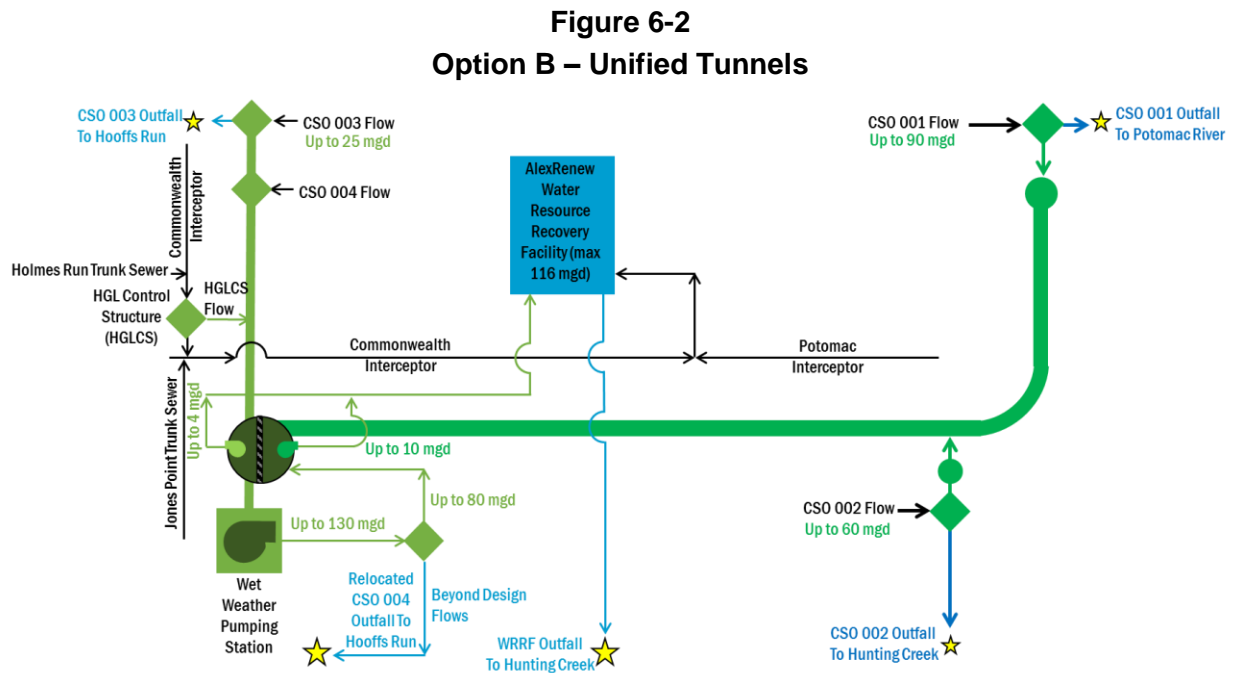 Figure 6-2
Option B – Unified Tunnels
CSO 003 Outfall
To Hooffs Run
CSO 003 Flow
Up to 25 mgd
CSO 004 Flow
Commonwealth
Interceptor
Holmes Run Trunk Sewer
HGL Control
Structure
(HGLCS)
HGLCS
Flow
AlexRenew
Water
Resource
Recovery
Facility (max
116 mgd)
CSO 001 Flow
Up to 90 mgd
CSO 001 Outfall
To Potomac River
Commonwealth
Interceptor
Potomac
Interceptor
Jones Point Trunk Sewer
Up to 4 mgd
Up to 10 mgd
Up to 80 mgd
Up to 130 mgd
CSO 002 Flow
Up to 60 mgd
Wet
Weather
Pumping
Station
Relocated
CSO 004
Outfall To
Hooffs Run
Beyond Design
Flows
WRRF Outfall
To Hunting Creek
CSO 002 Outfall
To Hunting Creek